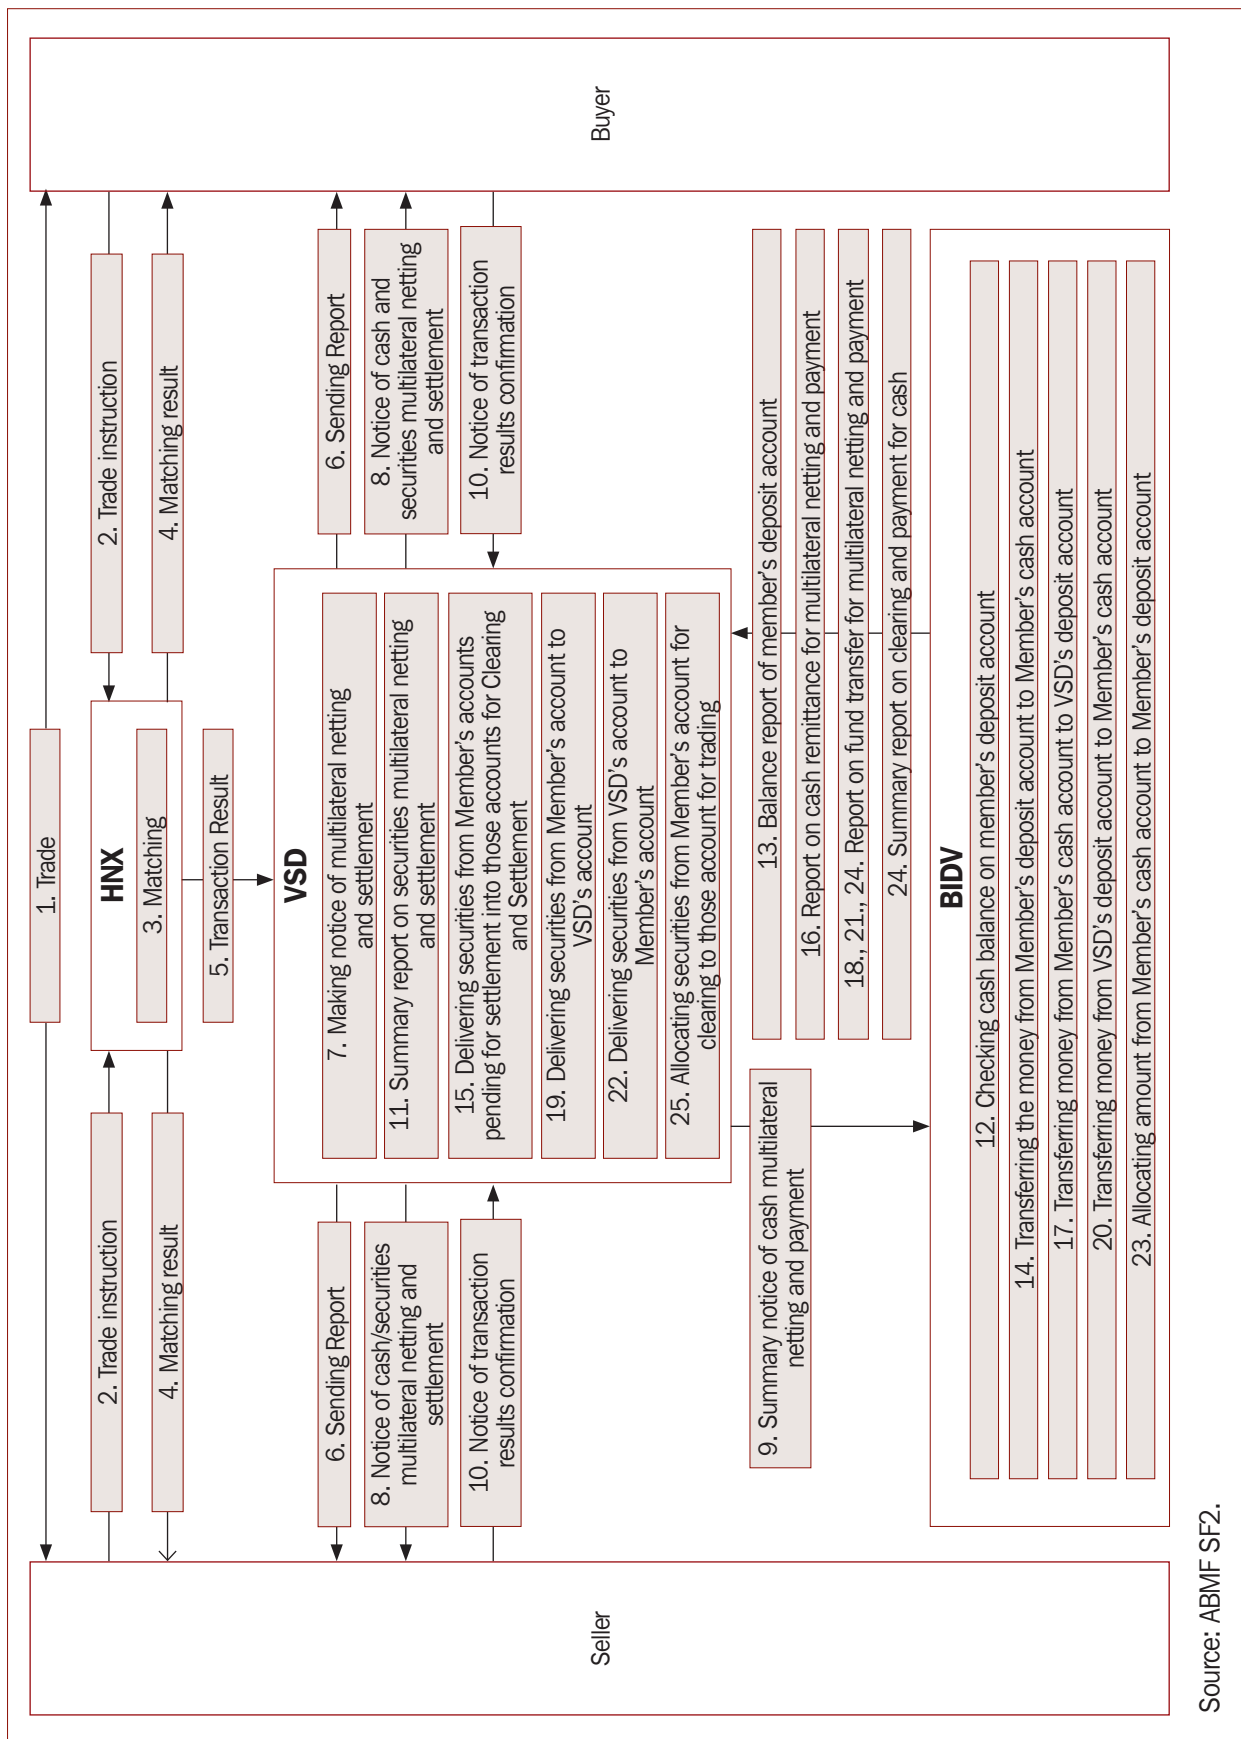 1. Trade
2. Trade instruction
HNX
2. Trade instruction
3. Matching
4. Matching result
4. Matching result
5. Transaction Result
Seller
Buyer
VSD
6. Sending Report
6. Sending Report
7. Making notice of multilateral netting
and settlement
8. Notice of cash/securities
multilateral netting and
settlement
8. Notice of cash and
securities multilateral netting
and settlement
11. Summary report on securities multilateral netting
and settlement
10. Notice of transaction
results confirmation
10. Notice of transaction
results confirmation
15. Delivering securities from Member's accounts
pending for settlement into those accounts for Clearing
and Settlement
19. Delivering securities from Member's account to
VSD's account
22. Delivering securities from VSD's account to
Member's account
25. Allocating securities from Member's account for
clearing to those account for trading
9. Summary notice of cash multilateral
netting and payment
13. Balance report of member's deposit account
16. Report on cash remittance for multilateral netting and payment
18., 21., 24. Report on fund transfer for multilateral netting and payment
24. Summary report on clearing and payment for cash
BIDV
12. Checking cash balance on member's deposit account
14. Transferring the money from Member's deposit account to Member's cash account
17. Transferring money from Member's cash account to VSD's deposit account
20. Transferring money from VSD's deposit account to Member's cash account
23. Allocating amount from Member's cash account to Member's deposit account
Source: ABMF SF2.